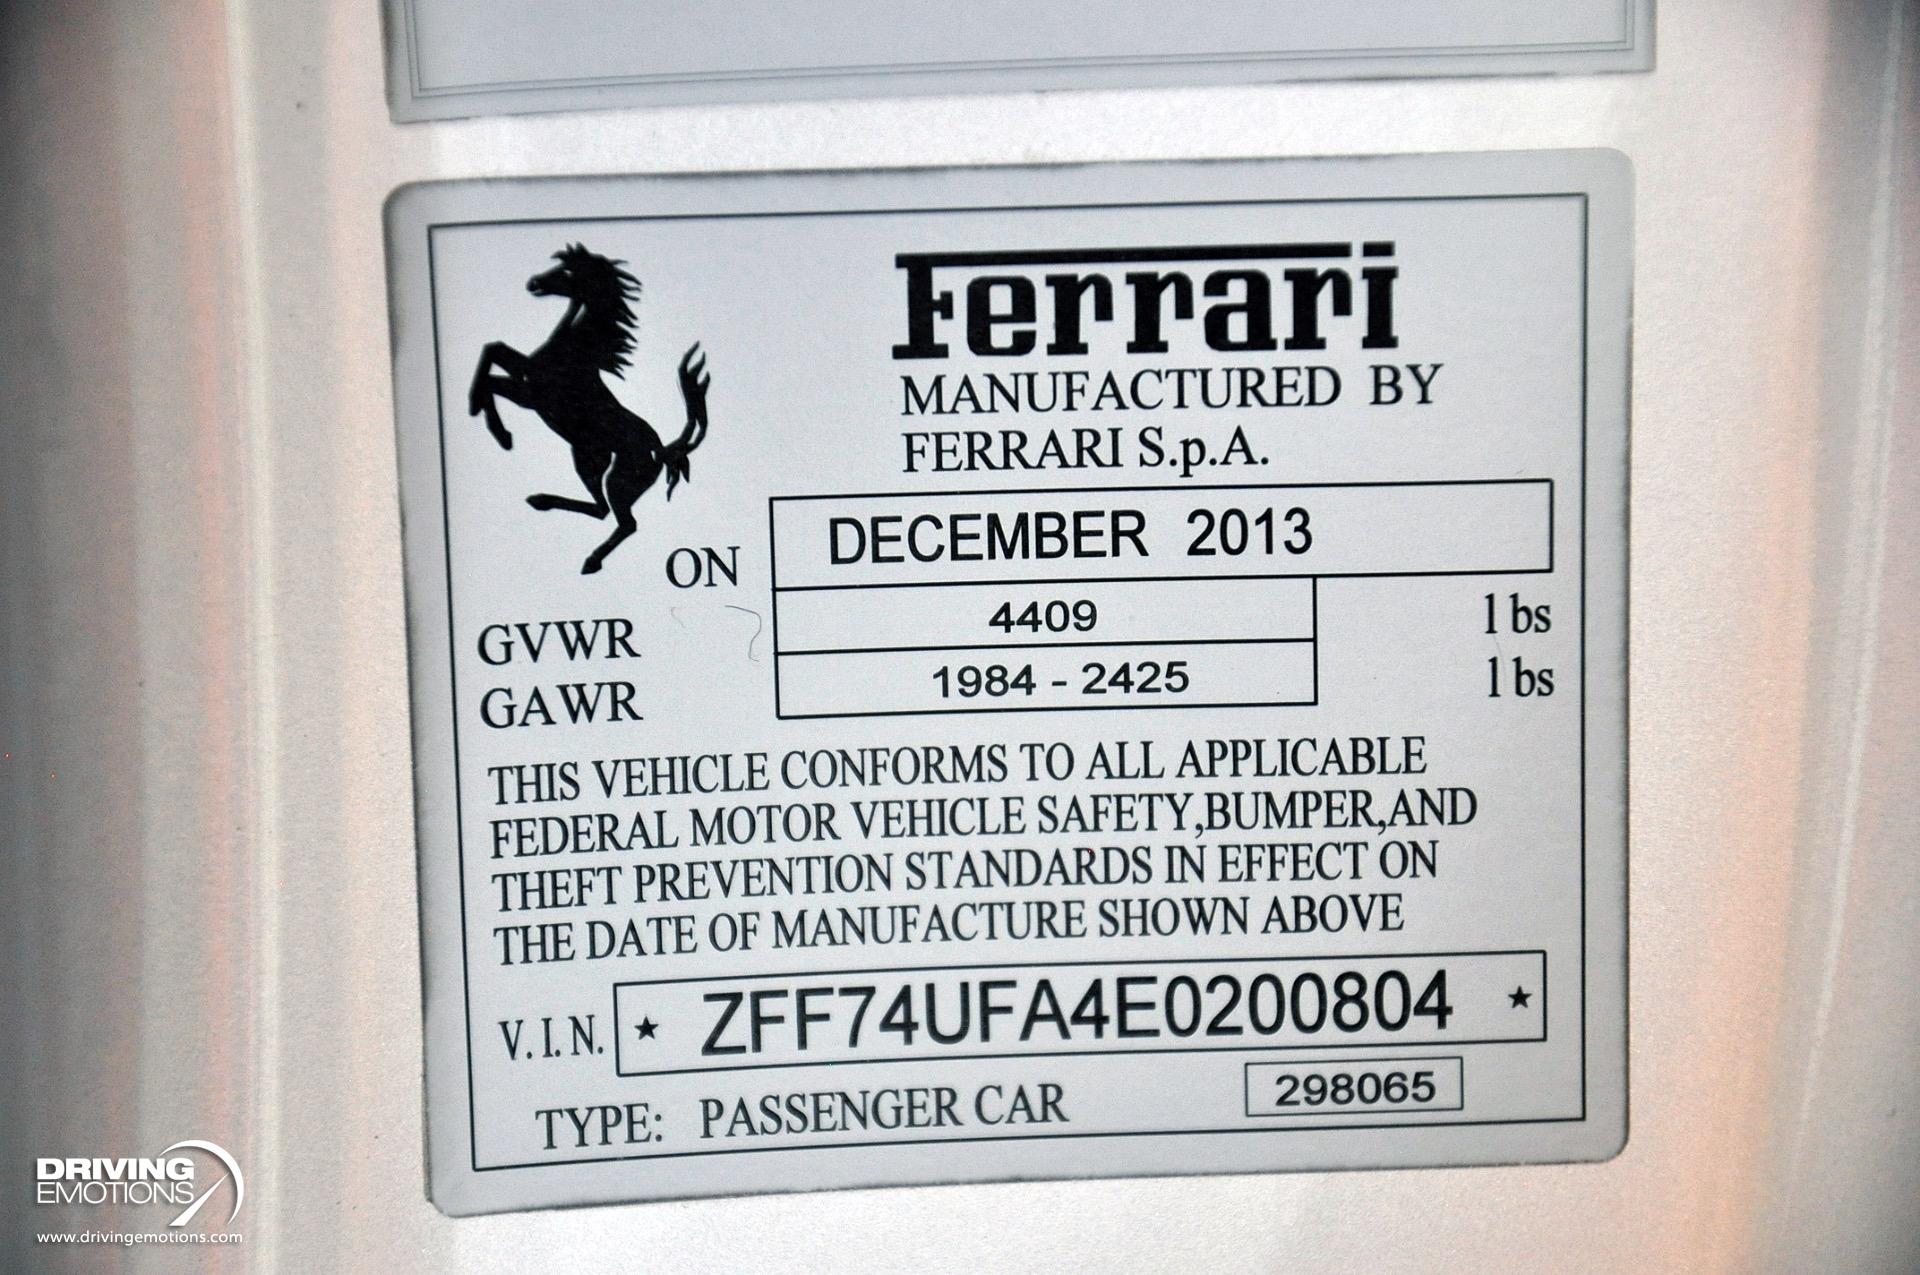 Ferrari
MANUFACTURED BY
FERRARI S.p.A.
ON DECEMBER 2013
GVWR 4409 lbs
GAWR 1984 - 2425 lbs
THIS VEHICLE CONFORMS TO ALL APPLICABLE
FEDERAL MOTOR VEHICLE SAFETY,BUMPER,AND
THEFT PREVENTION STANDARDS IN EFFECT ON
THE DATE OF MANUFACTURE SHOWN ABOVE
V.I.N. ★ ZFF74UFA4E0200804 ★
TYPE: PASSENGER CAR 298065
DRIVING
EMOTIONS
www.drivingemotions.com